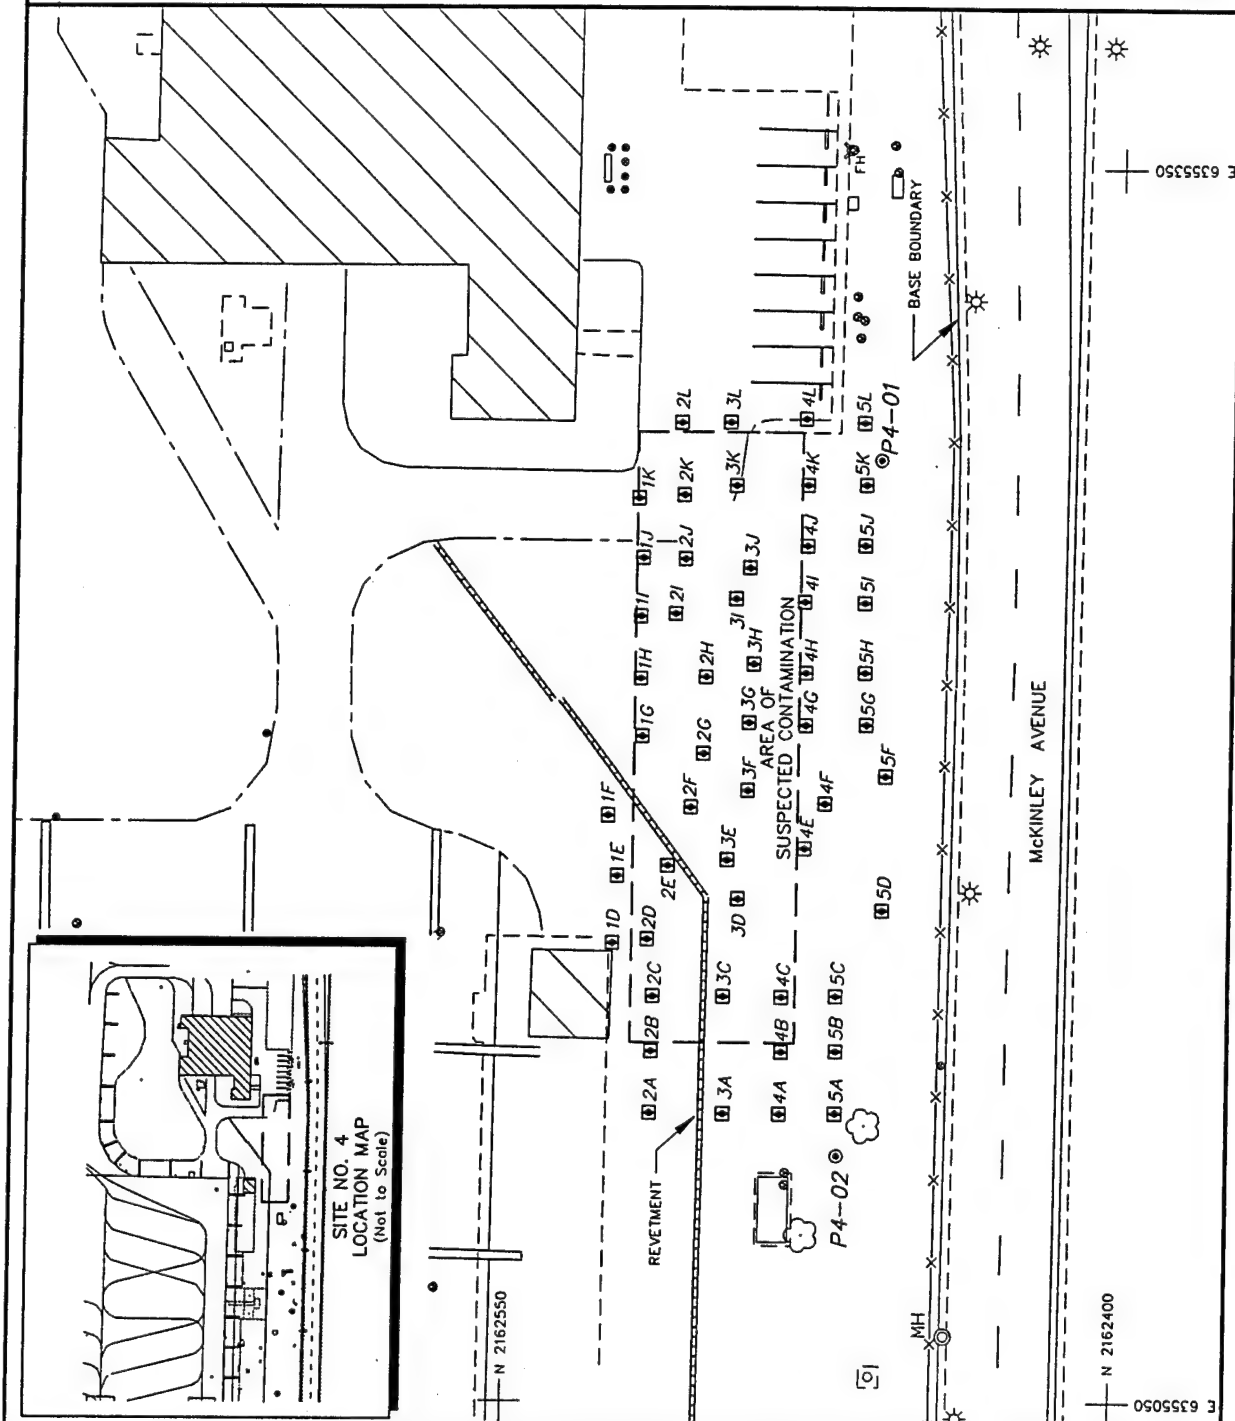 E 6355350
FH
BASE BOUNDARY
2L
3L
4L
5L
P4-01
1K
2K
3K
4K
5K
1J
2J
3J
4J
5J
1I
2I
3I
4I
5I
1H
2H
3H
4H
5H
1G
2G
3G
4G
5G
AREA OF
SUSPECTED CONTAMINATION
1F
2F
3F
4F
5F
1E
2E
3E
4E
1D
2D
3D
5D
2C
3C
4C
5C
2B
4B
5B
2A
3A
4A
5A
McKINLEY AVENUE
REVETMENT
P4-02
MH
SITE NO. 4
LOCATION MAP
(Not to Scale)
N 2162550
N 2162400
E 6355050